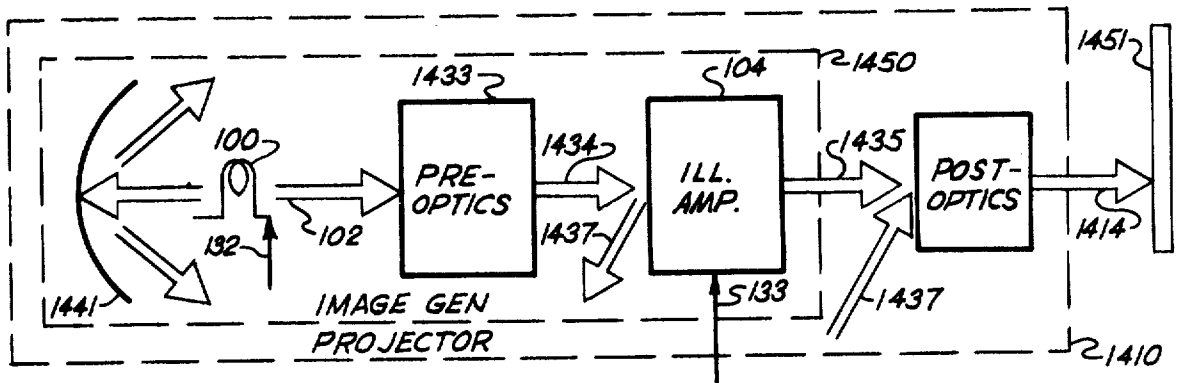 1433
104
1450
1451
100
1434
1435
PRE-
OPTICS
ILL.
AMP.
POST-
OPTICS
132
102
1437
1414
1441
IMAGE GEN
133
1437
PROJECTOR
1410